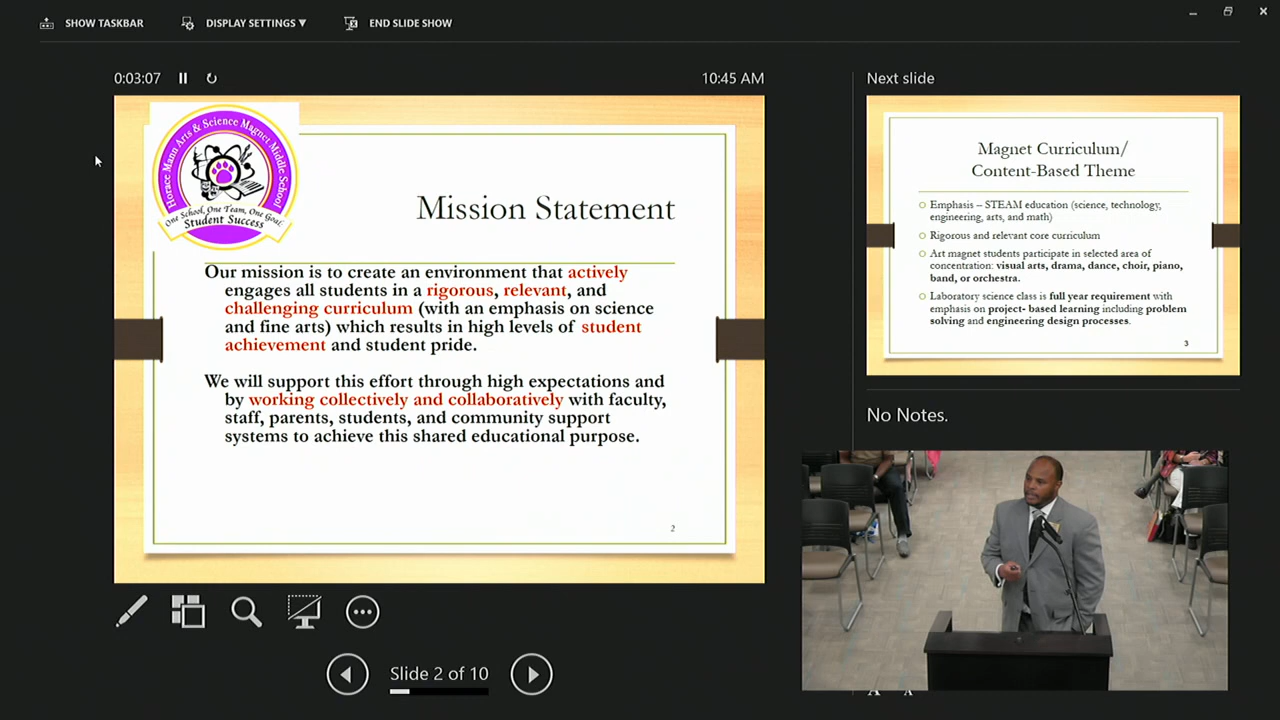 SHOW TASKBAR
DISPLAY SETTINGS ▼
END SLIDE SHOW
0:03:07
10:45 AM
Horace Mann Arts & Science Magnet Middle School
One School, One Team, One Goal:
Student Success
Mission Statement
Our mission is to create an environment that actively
engages all students in a rigorous, relevant, and
challenging curriculum (with an emphasis on science
and fine arts) which results in high levels of student
achievement and student pride.
We will support this effort through high expectations and
by working collectively and collaboratively with faculty,
staff, parents, students, and community support
systems to achieve this shared educational purpose.
2
Slide 2 of 10
Next slide
Magnet Curriculum/
Content-Based Theme
Emphasis – STEAM education (science, technology,
engineering, arts, and math)
Rigorous and relevant core curriculum
Art magnet students participate in selected area of
concentration: visual arts, drama, dance, choir, piano,
band, or orchestra.
Laboratory science class is full year requirement with
emphasis on project- based learning including problem
solving and engineering design processes.
3
No Notes.
A A